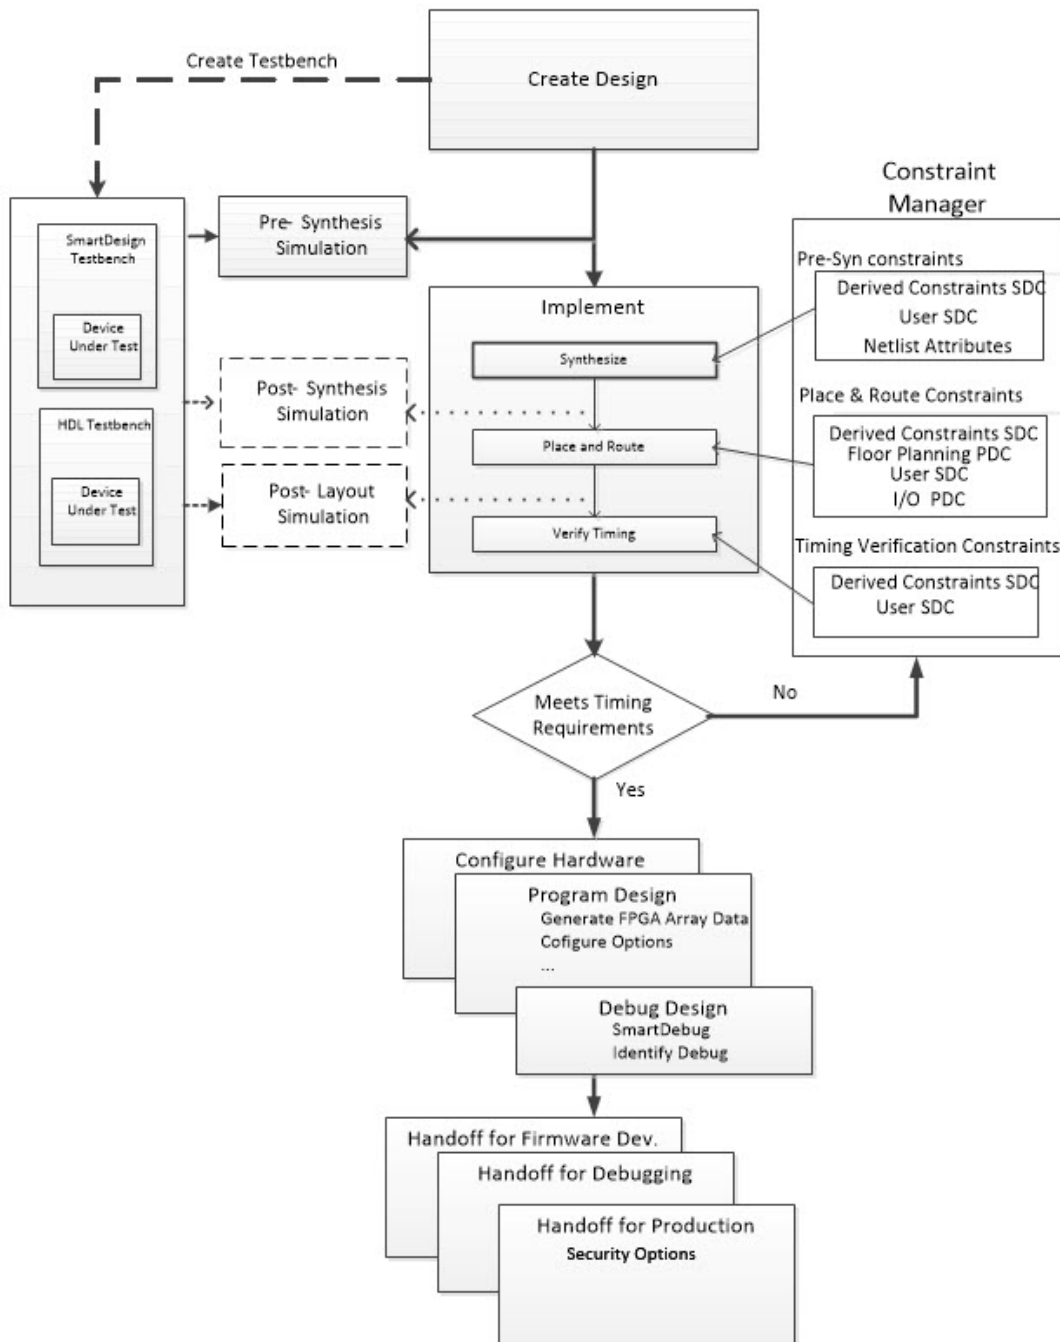 Create Testbench
Create Design
Constraint
Manager
Pre- Synthesis
Simulation
SmartDesign
Testbench
Device
Under Test
HDL Testbench
Device
Under Test
Post- Synthesis
Simulation
Post- Layout
Simulation
Implement
Synthesize
Place and Route
Verify Timing
Pre-Syn constraints
Derived Constraints SDC
User SDC
Netlist Attributes
Place & Route Constraints
Derived Constraints SDC
Floor Planning PDC
User SDC
I/O PDC
Timing Verification Constraints
Derived Constraints SDC
User SDC
Meets Timing
Requirements
No
Yes
Configure Hardware
Program Design
Generate FPGA Array Data
Cofigure Options
...
Debug Design
SmartDebug
Identify Debug
Handoff for Firmware Dev.
Handoff for Debugging
Handoff for Production
Security Options